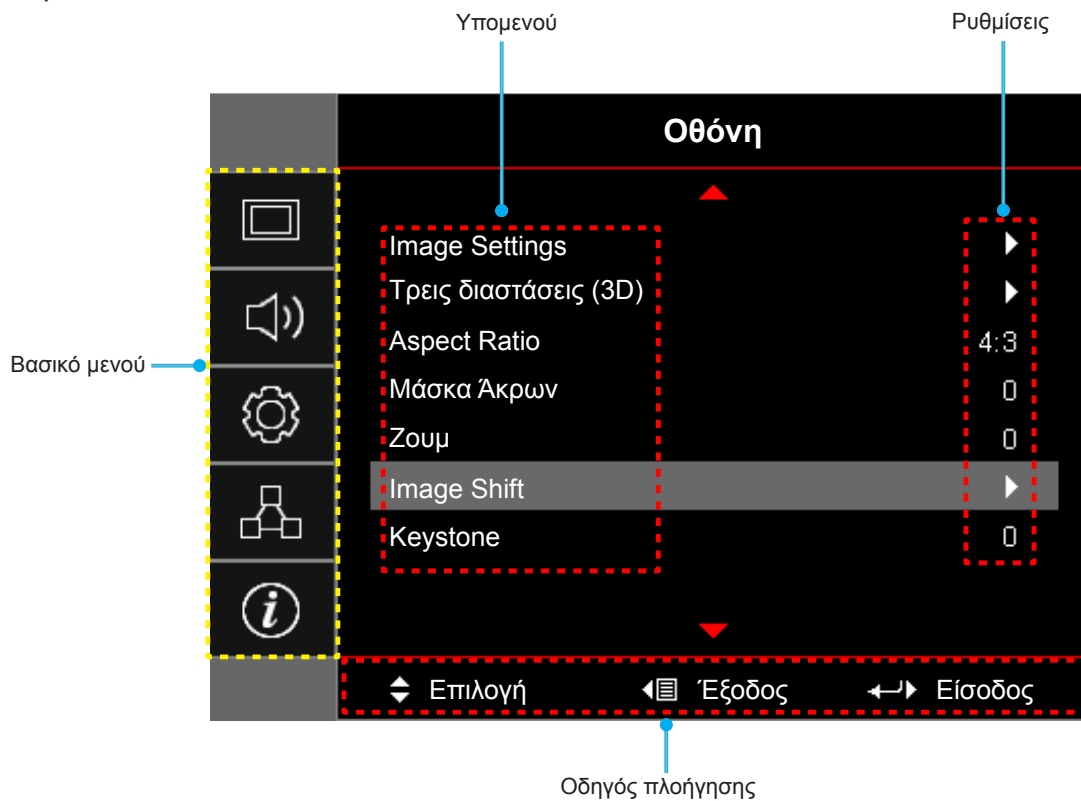 Υπομενού
Ρυθμίσεις
Οθόνη
Image Settings
Τρεις διαστάσεις (3D)
Aspect Ratio 4:3
Μάσκα Άκρων 0
Ζουμ 0
Image Shift
Keystone 0
Βασικό μενού
Επιλογή Έξοδος Είσοδος
Οδηγός πλοήγησης